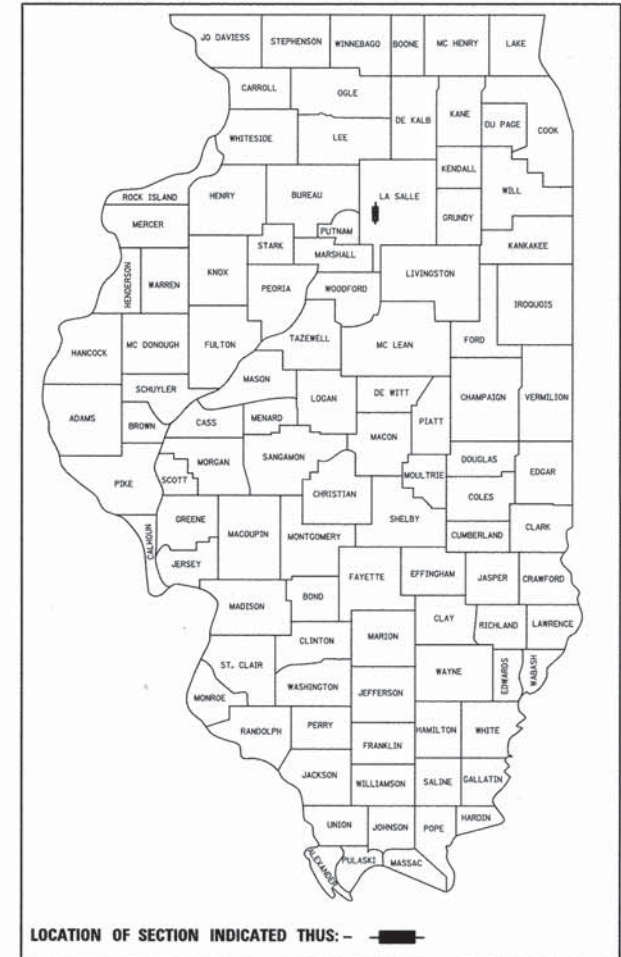 JO DAVIESS STEPHENSON WINNEBAGO BOONE MC HENRY LAKE
CARROLL OGLE
DE KALB KANE DU PAGE COOK
WHITESIDE LEE
KENDALL WILL
ROCK ISLAND HENRY BUREAU LA SALLE GRUNDY
MERCER PUTNAM
STARK MARSHALL KANKAKEE
HENDERSON WARREN KNOX PEORIA WOODFORD LIVINGSTON IROQUOIS
HANCOCK MC DONOUGH FULTON TAZEWELL MC LEAN FORD
MASON
SCHUYLER LOGAN DE WITT CHAMPAIGN VERMILION
ADAMS BROWN CASS MENARD MACON PIATT
PIKE SCOTT MORGAN SANGAMON MOULTRIE DOUGLAS EDGAR
CHRISTIAN COLES
CALHOUN GREENE MACOUPIN MONTGOMERY SHELBY CUMBERLAND CLARK
JERSEY FAYETTE EFFINGHAM JASPER CRAWFORD
MADISON BOND
CLINTON MARION CLAY RICHLAND LAWRENCE
ST. CLAIR WAYNE EDWARDS WABASH
MONROE WASHINGTON JEFFERSON
RANDOLPH PERRY HAMILTON WHITE
FRANKLIN
JACKSON WILLIAMSON SALINE GALLATIN
UNION JOHNSON POPE HARDIN
ALEXANDER PULASKI MASSAC
LOCATION OF SECTION INDICATED THUS: -